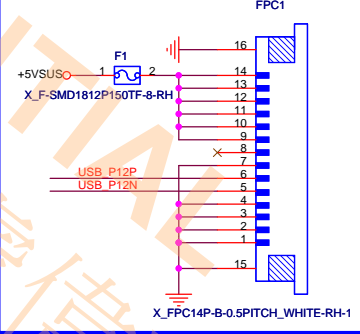 FPC1
16
F1
+5VSUS
1
2
14
X_F-SMD1812P150TF-8-RH
13
12
11
10
9
8
7
USB_P12P
6
USB_P12N
5
4
3
2
1
15
X_FPC14P-B-0.5PITCH_WHITE-RH-1
TIAL